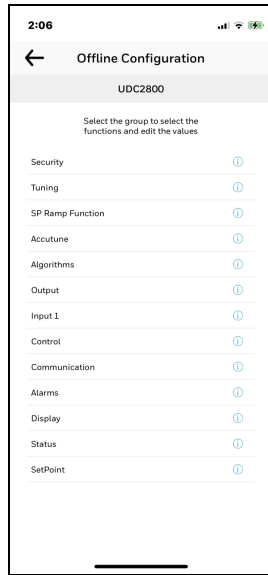 2:06
Offline Configuration
UDC2800
Select the group to select the
functions and edit the values
Security
Tuning
SP Ramp Function
Accutune
Algorithms
Output
Input 1
Control
Communication
Alarms
Display
Status
SetPoint